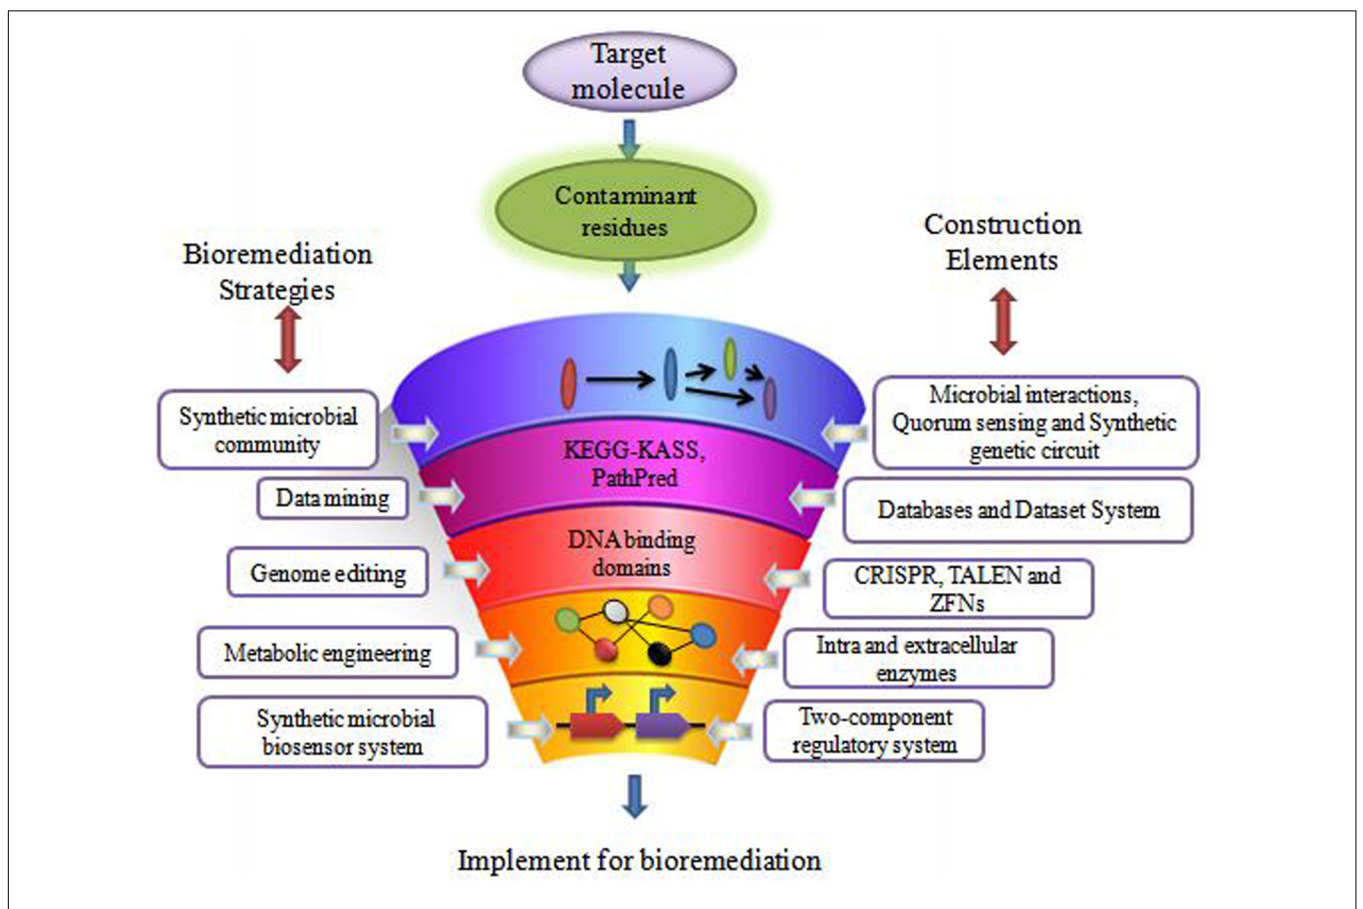 Target
molecule
Contaminant
residues
Bioremediation
Strategies
Construction
Elements
Synthetic microbial
community
Microbial interactions,
Quorum sensing and Synthetic
genetic circuit
KEGG-KASS,
PathPred
Data mining
Databases and Dataset System
DNA binding
domains
Genome editing
CRISPR, TALEN and
ZFNs
Metabolic engineering
Intra and extracellular
enzymes
Synthetic microbial
biosensor system
Two-component
regulatory system
Implement for bioremediation